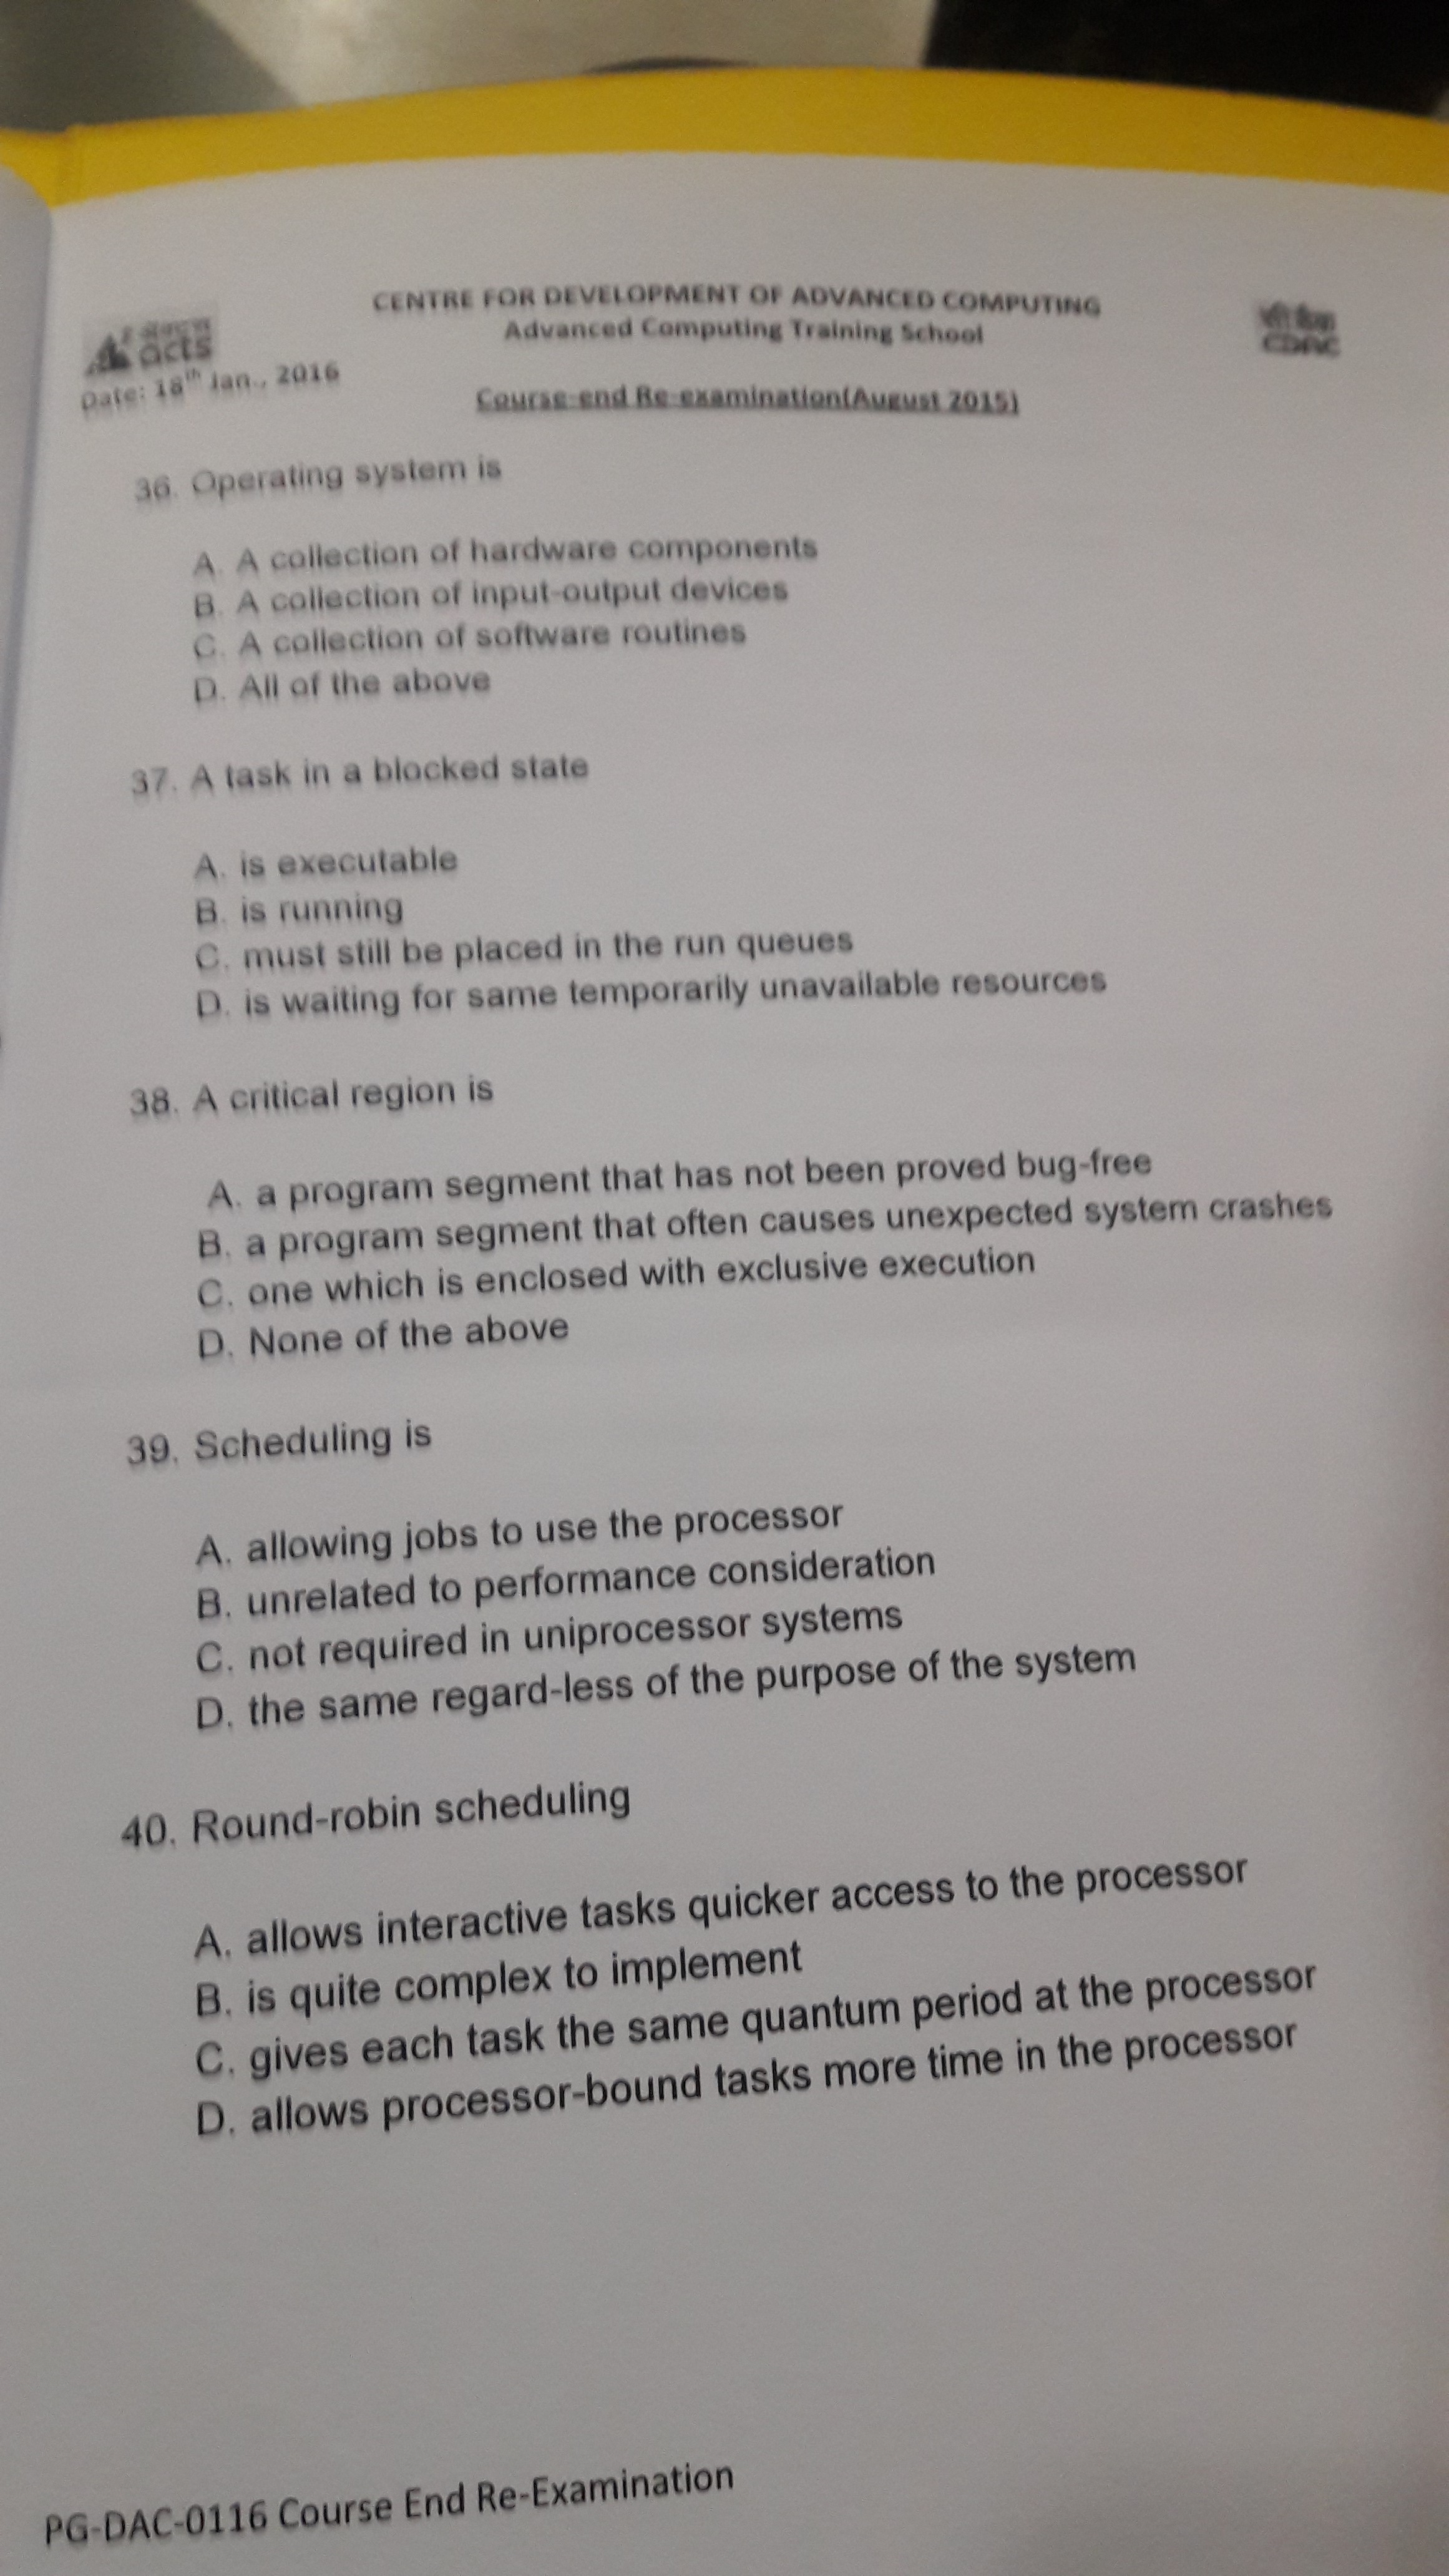 CENTRE FOR DEVELOPMENT OF ADVANCED COMPUTING
Advanced Computing Training School
acts
CDAC
Date: 18th Jan., 2016
Course-end Re-examination(August 2015)
36. Operating system is
A. A collection of hardware components
B. A collection of input-output devices
C. A collection of software routines
D. All of the above
37. A task in a blocked state
A. is executable
B. is running
C. must still be placed in the run queues
D. is waiting for same temporarily unavailable resources
38. A critical region is
A. a program segment that has not been proved bug-free
B. a program segment that often causes unexpected system crashes
C. one which is enclosed with exclusive execution
D. None of the above
39. Scheduling is
A. allowing jobs to use the processor
B. unrelated to performance consideration
C. not required in uniprocessor systems
D. the same regard-less of the purpose of the system
40. Round-robin scheduling
A. allows interactive tasks quicker access to the processor
B. is quite complex to implement
C. gives each task the same quantum period at the processor
D. allows processor-bound tasks more time in the processor
PG-DAC-0116 Course End Re-Examination